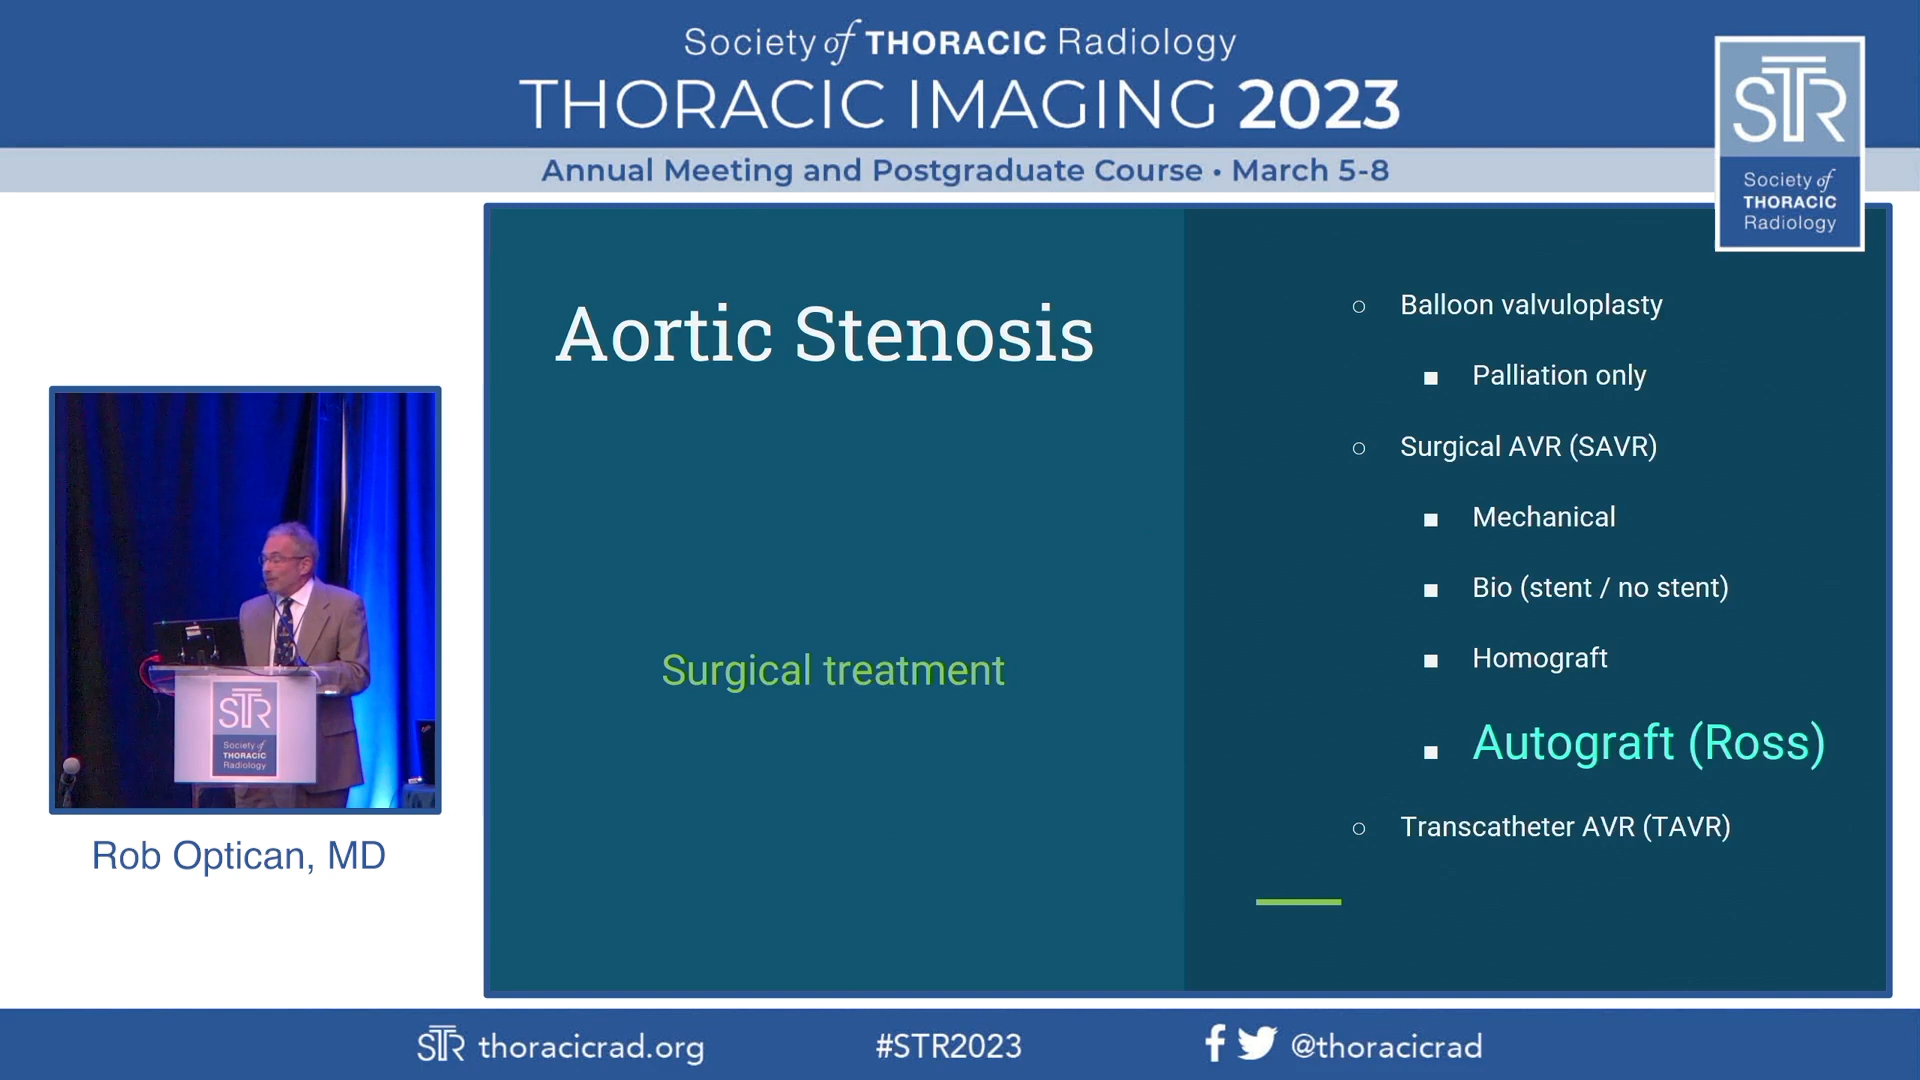 Society of THORACIC Radiology
THORACIC IMAGING 2023
Annual Meeting and Postgraduate Course • March 5-8
STR
Society of
THORACIC
Radiology
Aortic Stenosis
Surgical treatment
○ Balloon valvuloplasty
■ Palliation only
○ Surgical AVR (SAVR)
■ Mechanical
■ Bio (stent / no stent)
■ Homograft
■ Autograft (Ross)
○ Transcatheter AVR (TAVR)
STR
Society of
THORACIC
Radiology
Rob Optican, MD
STR thoracicrad.org
#STR2023
@thoracicrad